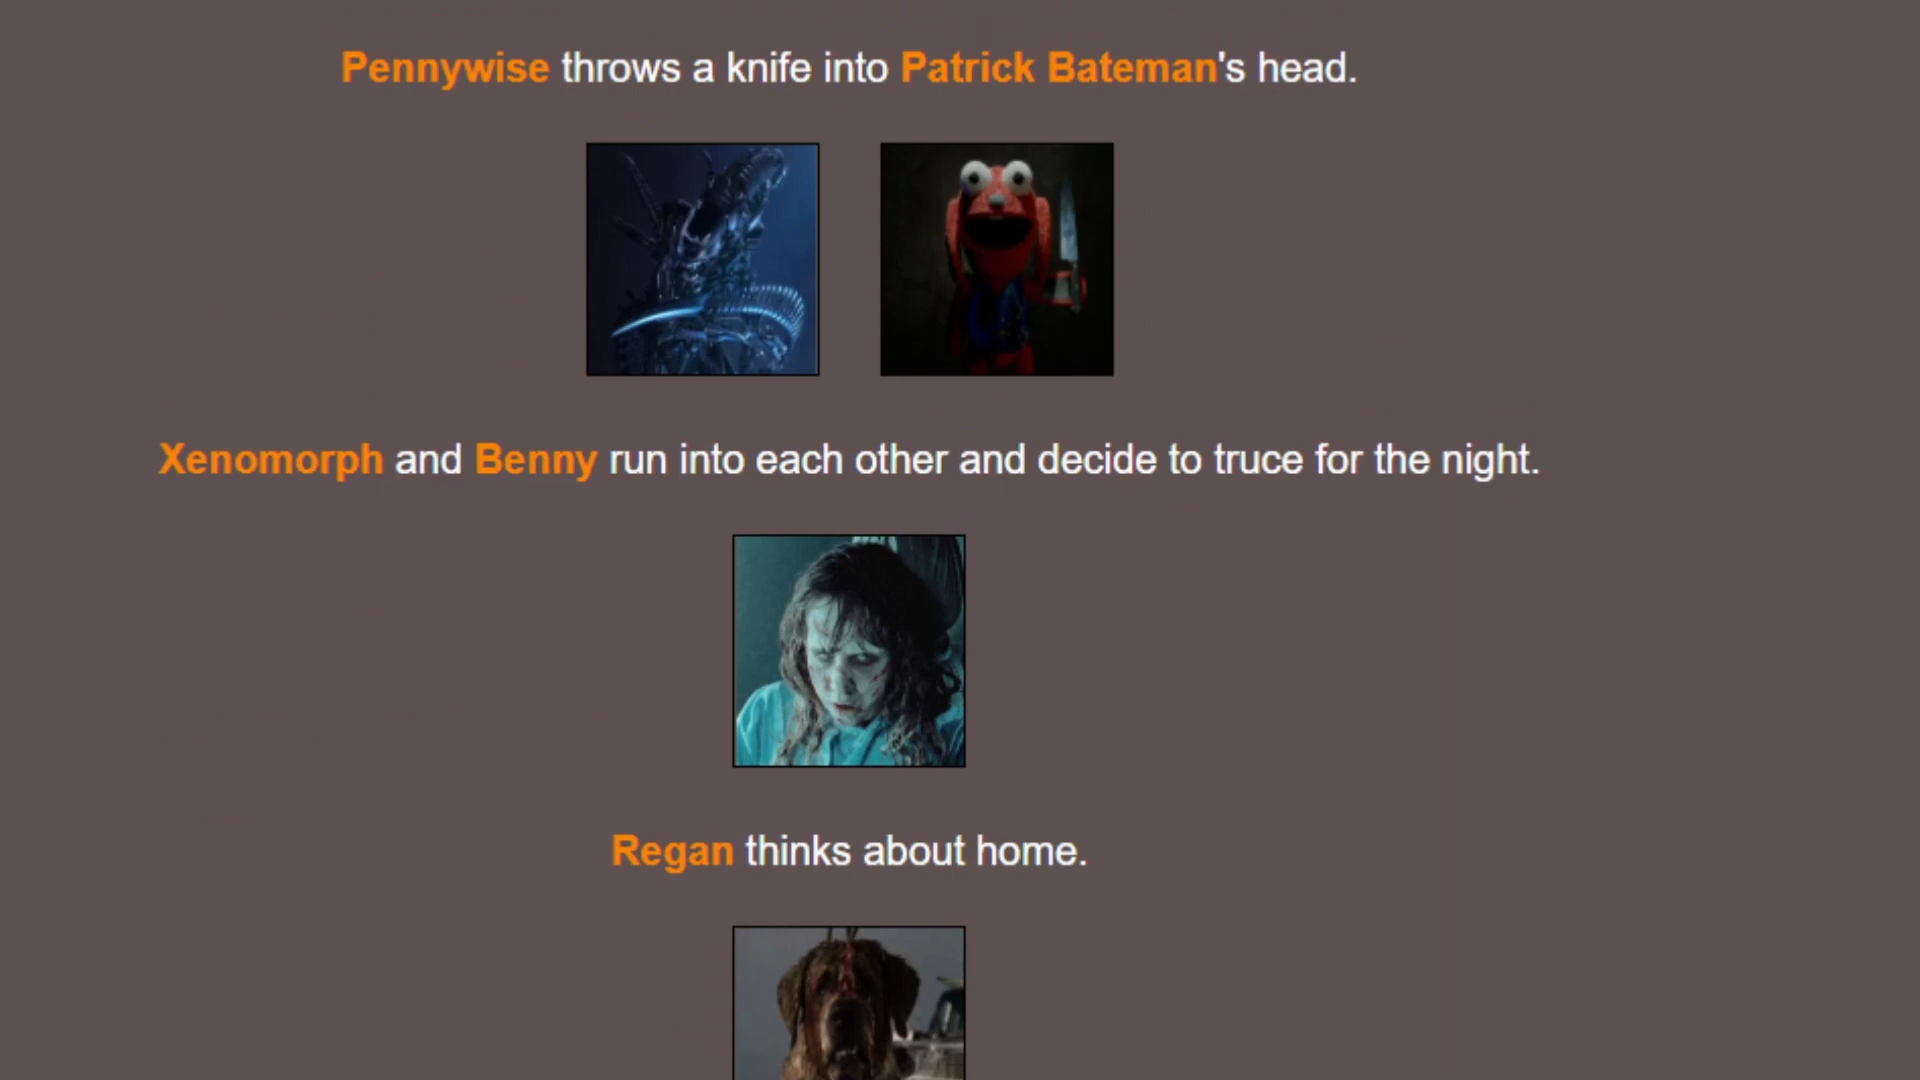 Pennywise throws a knife into Patrick Bateman's head.
Xenomorph and Benny run into each other and decide to truce for the night.
Regan thinks about home.